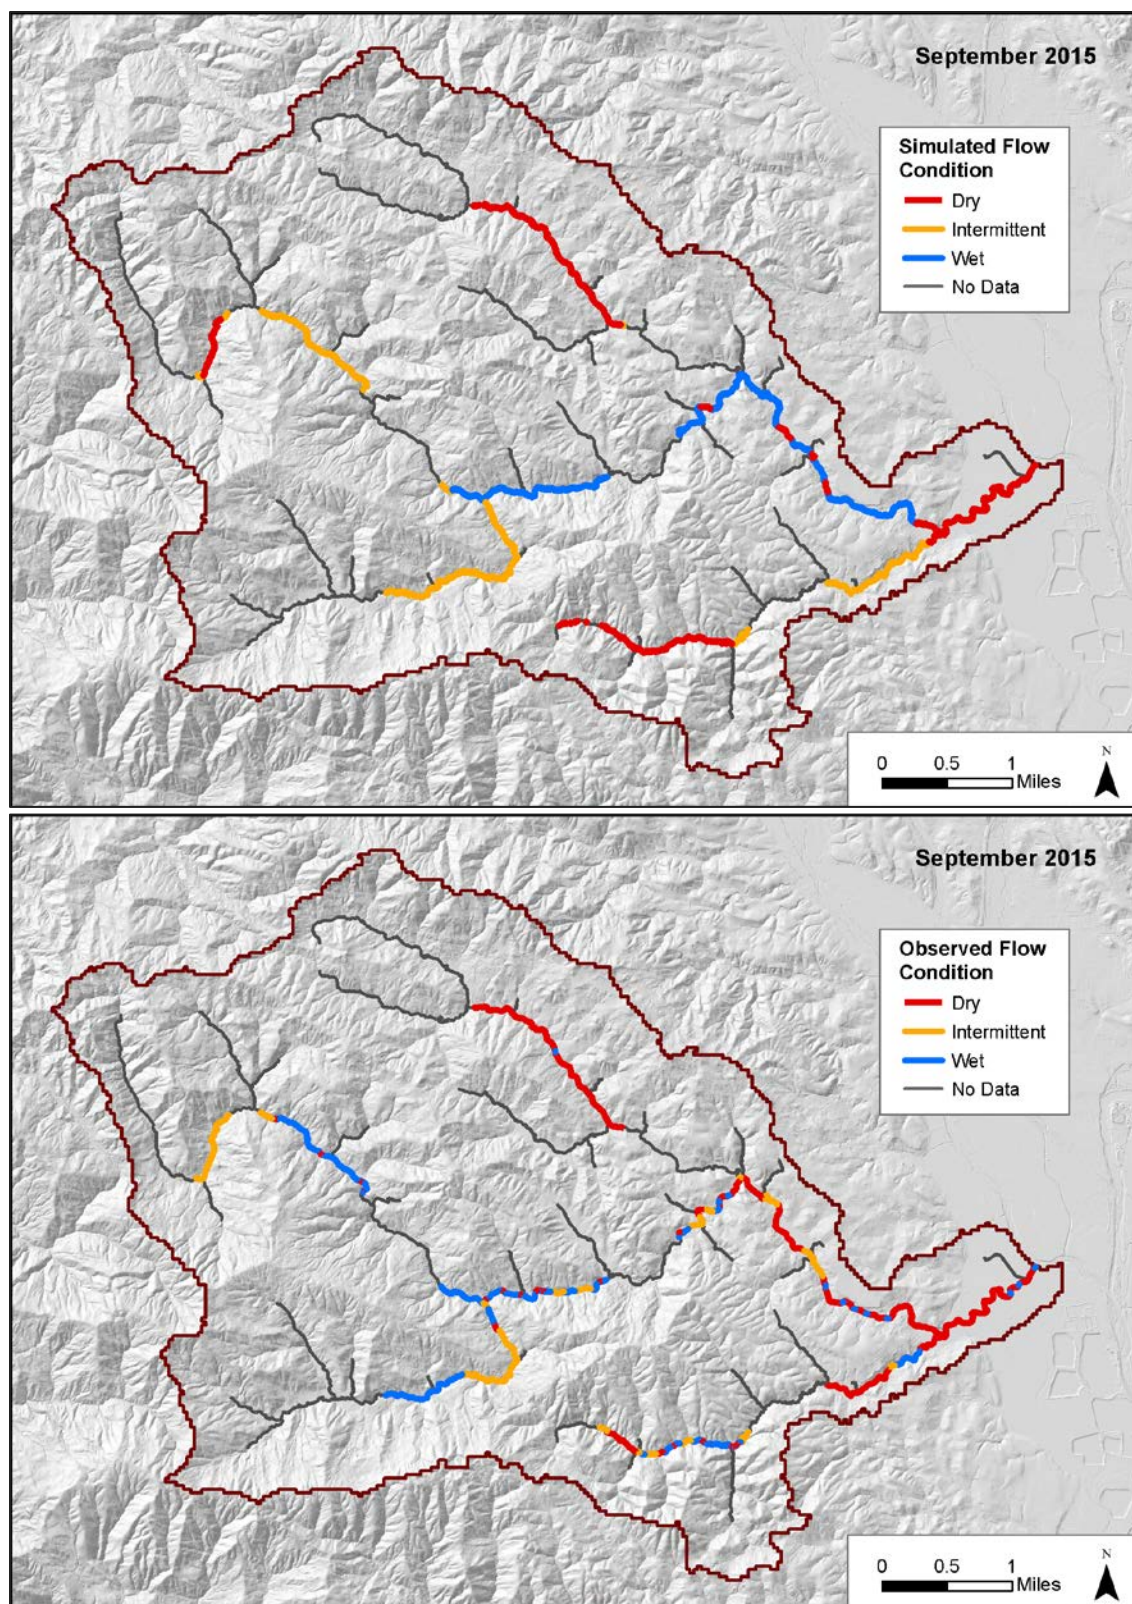 September 2015
Simulated Flow
Condition
Dry
Intermittent
Wet
No Data
N
0 0.5 1
Miles
September 2015
Observed Flow
Condition
Dry
Intermittent
Wet
No Data
N
0 0.5 1
Miles